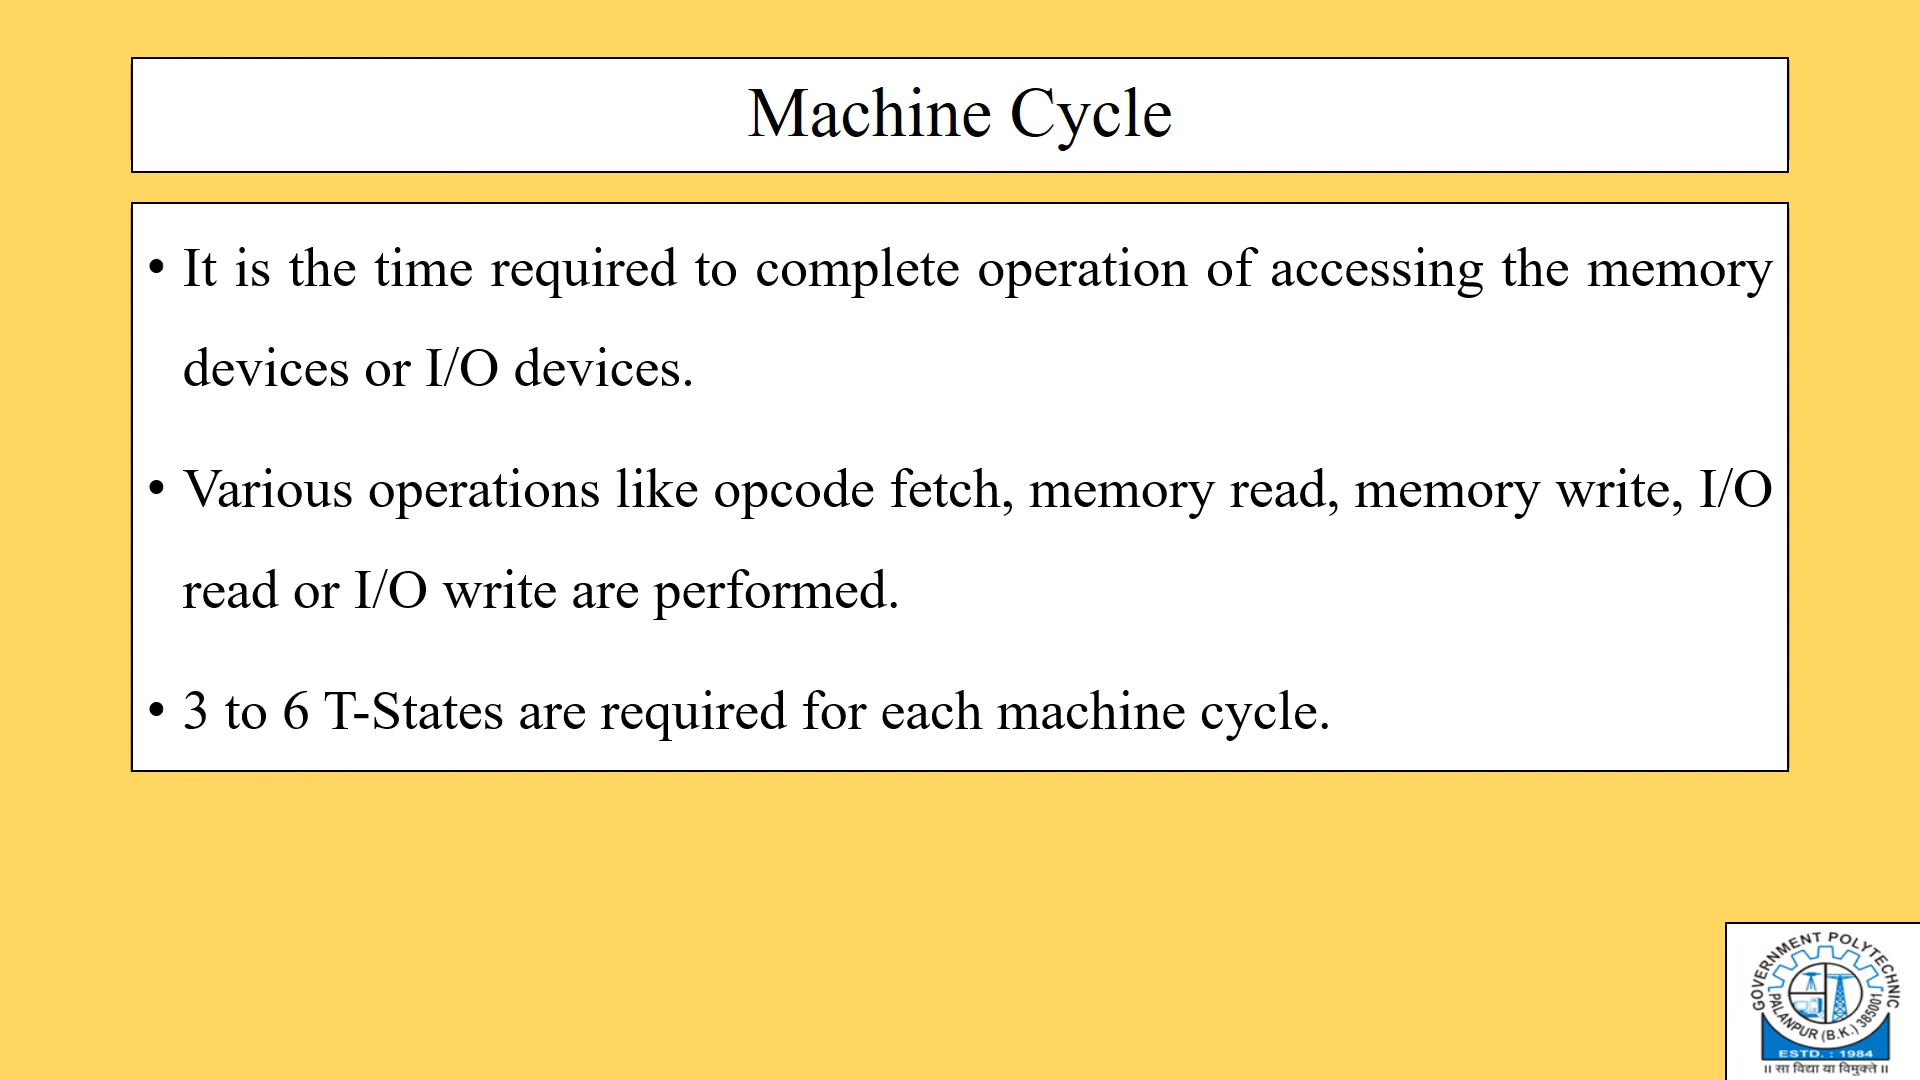 Machine Cycle
• It is the time required to complete operation of accessing the memory
devices or I/O devices.
• Various operations like opcode fetch, memory read, memory write, I/O
read or I/O write are performed.
• 3 to 6 T-States are required for each machine cycle.
GOVERNMENT POLYTECHNIC
PALANPUR (B.K.) 385001
ESTD. : 1984
॥ सा विद्या या विमुक्ते ॥